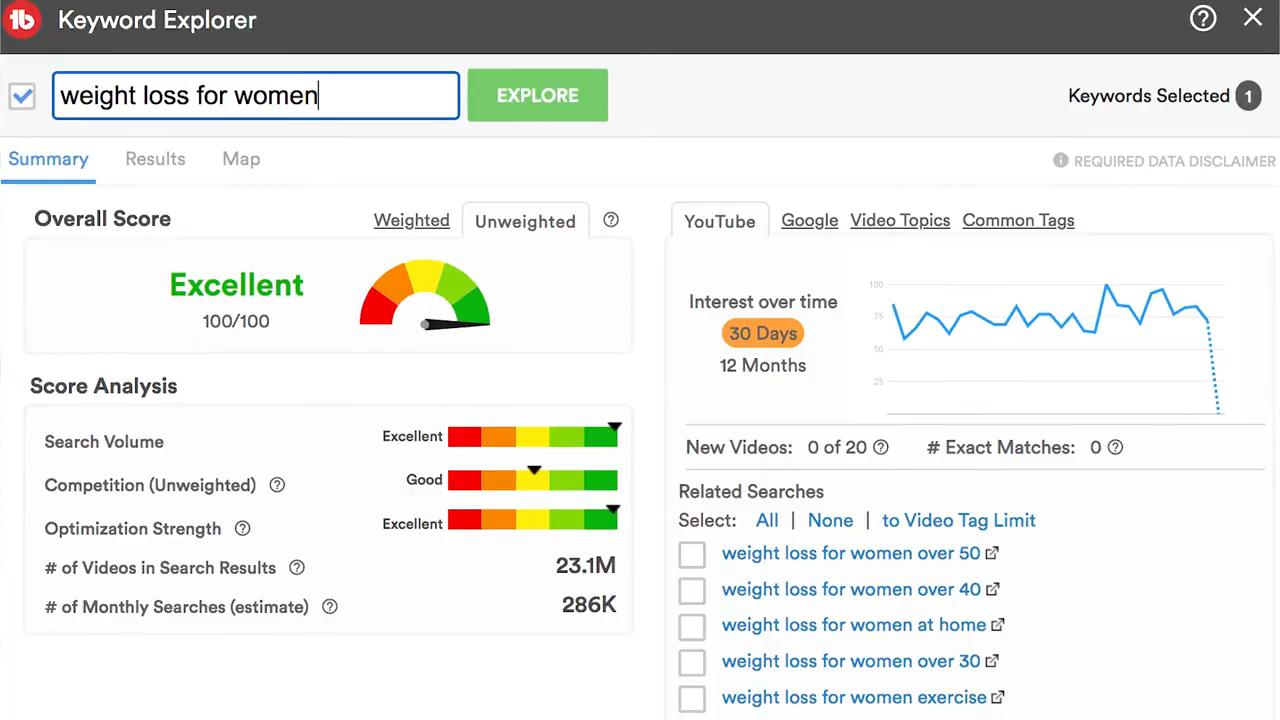 tb Keyword Explorer
weight loss for women
EXPLORE
Keywords Selected 1
Summary Results Map
REQUIRED DATA DISCLAIMER
Overall Score Weighted Unweighted
Excellent
100/100
Score Analysis
Search Volume Excellent
Competition (Unweighted) Good
Optimization Strength Excellent
# of Videos in Search Results 23.1M
# of Monthly Searches (estimate) 286K
YouTube Google Video Topics Common Tags
Interest over time
30 Days
12 Months
100
75
50
25
New Videos: 0 of 20 # Exact Matches: 0
Related Searches
Select: All | None | to Video Tag Limit
weight loss for women over 50
weight loss for women over 40
weight loss for women at home
weight loss for women over 30
weight loss for women exercise